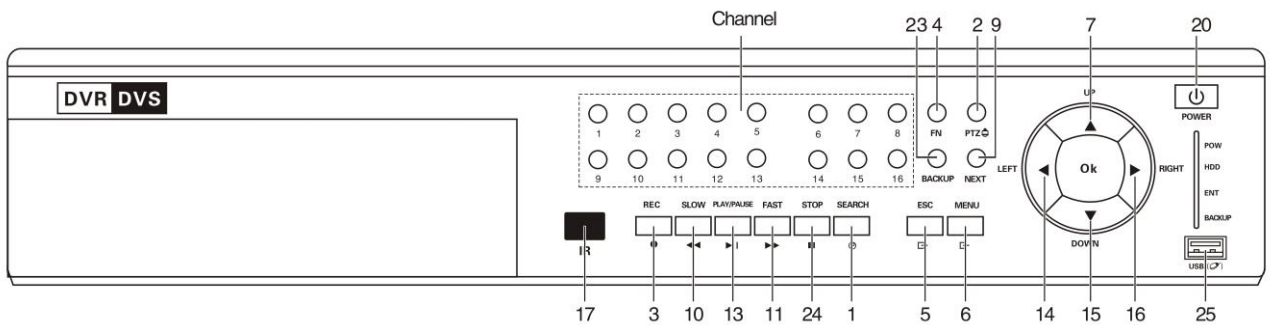 Channel 23 4 2 9 7 20
DVR DVS
UP
POWER
1 2 3 4 5 6 7 8 FN PTZ
POW
LEFT Ok RIGHT HDD
9 10 11 12 13 14 15 16 BACKUP NEXT
ENT
REC SLOW PLAY/PAUSE FAST STOP SEARCH ESC MENU
BACKUP
DOWN
IR
USB
17 3 10 13 11 24 1 5 6 14 15 16 25